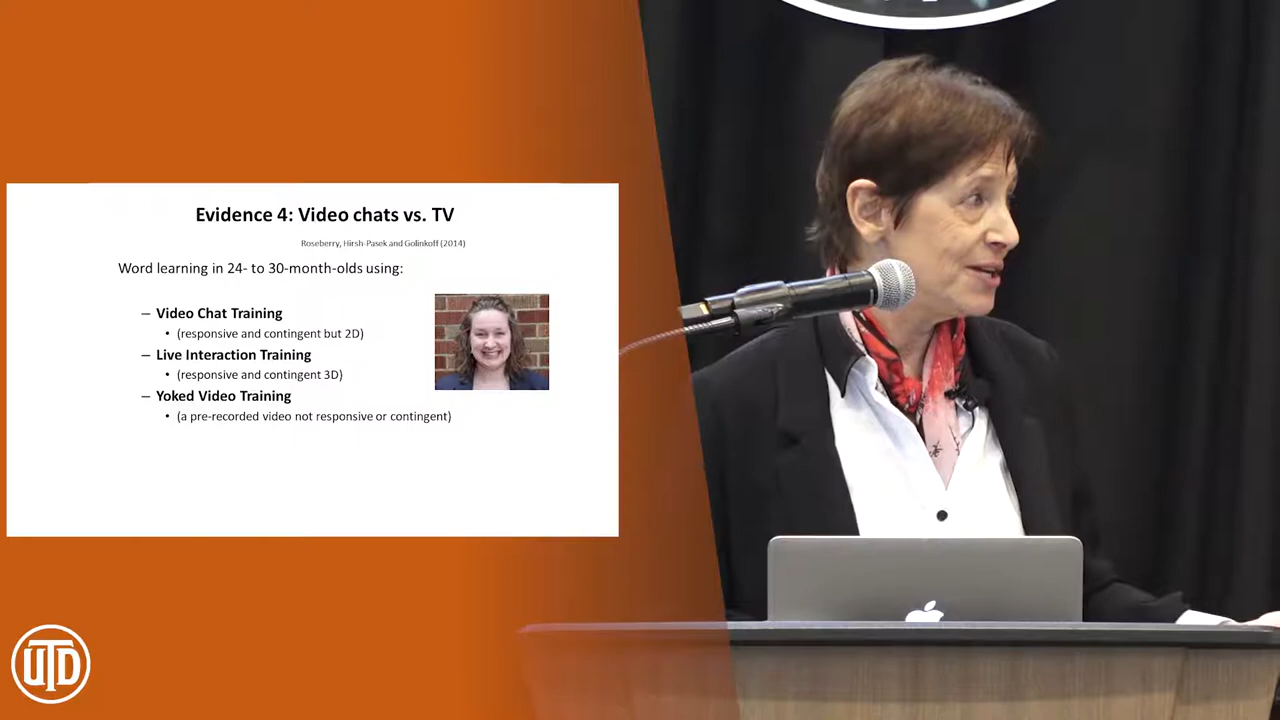 Evidence 4: Video chats vs. TV
Roseberry, Hirsh-Pasek and Golinkoff (2014)
Word learning in 24- to 30-month-olds using:
– Video Chat Training
• (responsive and contingent but 2D)
– Live Interaction Training
• (responsive and contingent 3D)
– Yoked Video Training
• (a pre-recorded video not responsive or contingent)
UTD